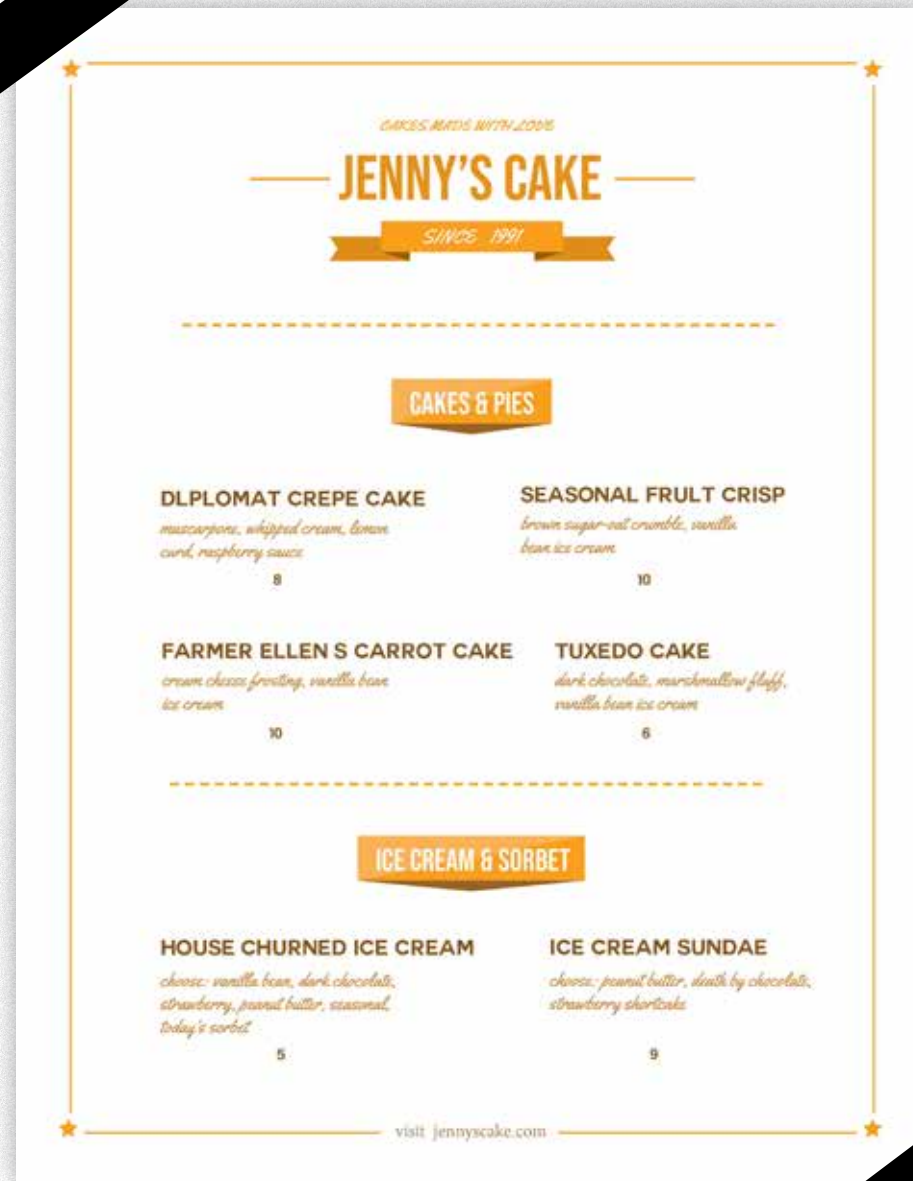 CAKES MADE WITH LOVE
JENNY'S CAKE
SINCE 1991
CAKES & PIES
DLPLOMAT CREPE CAKE
mascarpone, whipped cream, lemon
curd, raspberry sauce
8
SEASONAL FRULT CRISP
brown sugar-oat crumble, vanilla
bean ice cream
10
FARMER ELLEN S CARROT CAKE
cream cheese frosting, vanilla bean
ice cream
10
TUXEDO CAKE
dark chocolate, marshmallow fluff,
vanilla bean ice cream
6
ICE CREAM & SORBET
HOUSE CHURNED ICE CREAM
choose: vanilla bean, dark chocolate,
strawberry, peanut butter, seasonal,
today's sorbet
5
ICE CREAM SUNDAE
choose: peanut butter, death by chocolate,
strawberry shortcake
9
visit jennyscake.com